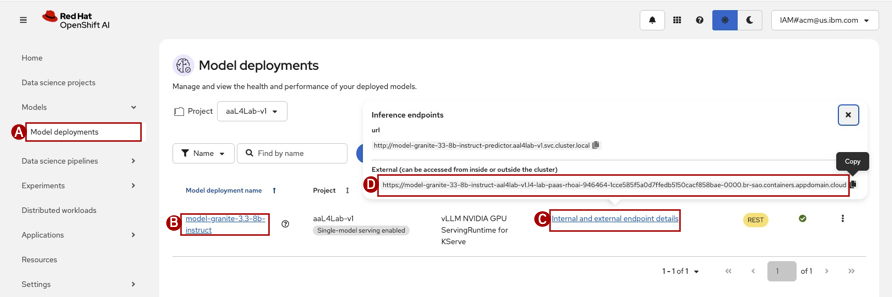 Red Hat
OpenShift AI
IAM#acm@us.ibm.com
Home
Data science projects
Models
A
Model deployments
Data science pipelines
Experiments
Distributed workloads
Applications
Resources
Settings
Model deployments
Manage and view the health and performance of your deployed models.
Project
aaL4Lab-v1
Name
Find by name
Inference endpoints
url
http://model-granite-33-8b-instruct-predictor.aal4lab-v1.svc.cluster.local
External (can be accessed from inside or outside the cluster)
Copy
D
https://model-granite-33-8b-instruct-aal4lab-v1.l4-lab-paas-rhoai-946464-1cce585f5a0d7ffedb5150cacf858bae-0000.br-sao.containers.appdomain.cloud
Model deployment name
Project
B
model-granite-3.3-8b-
instruct
aaL4Lab-v1
Single-model serving enabled
vLLM NVIDIA GPU
ServingRuntime for
KServe
C
Internal and external endpoint details
REST
1 - 1 of 1
1
of 1